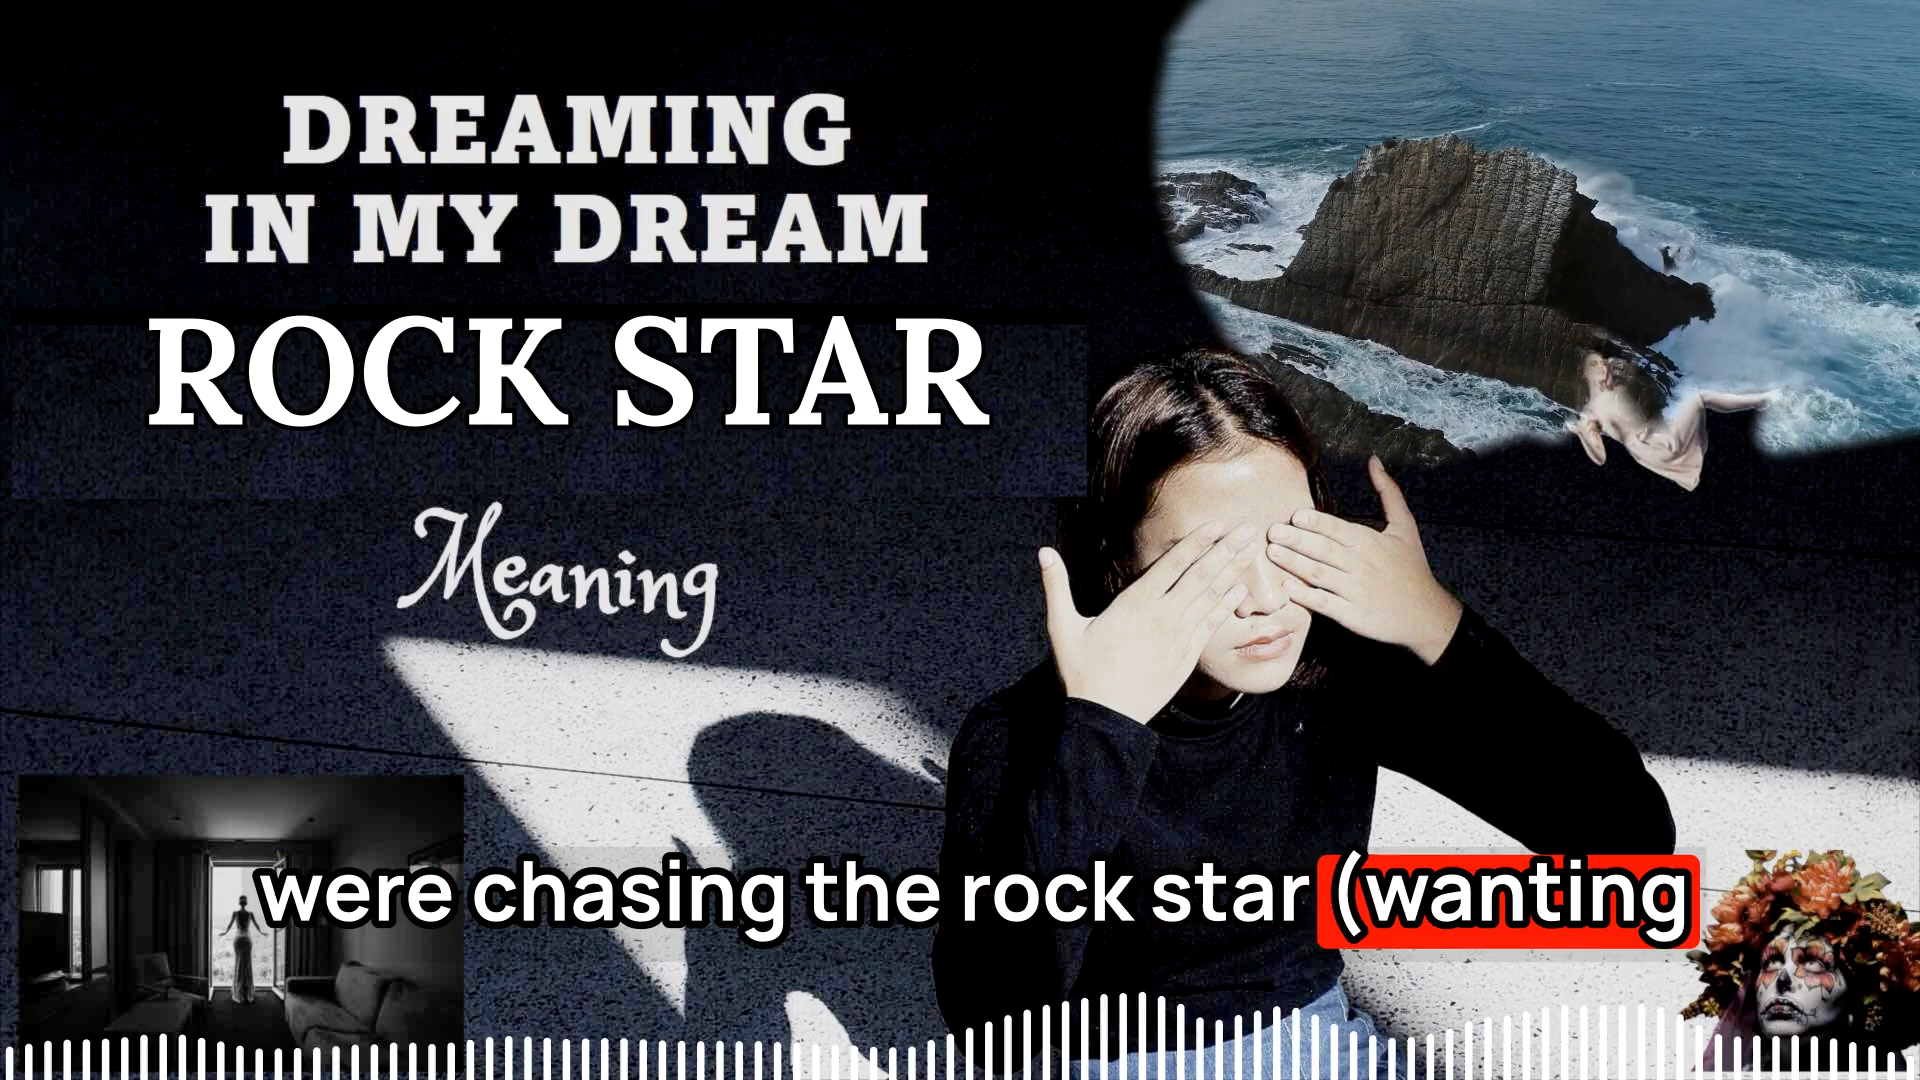 DREAMING
IN MY DREAM
ROCK STAR
Meaning
were chasing the rock star (wanting